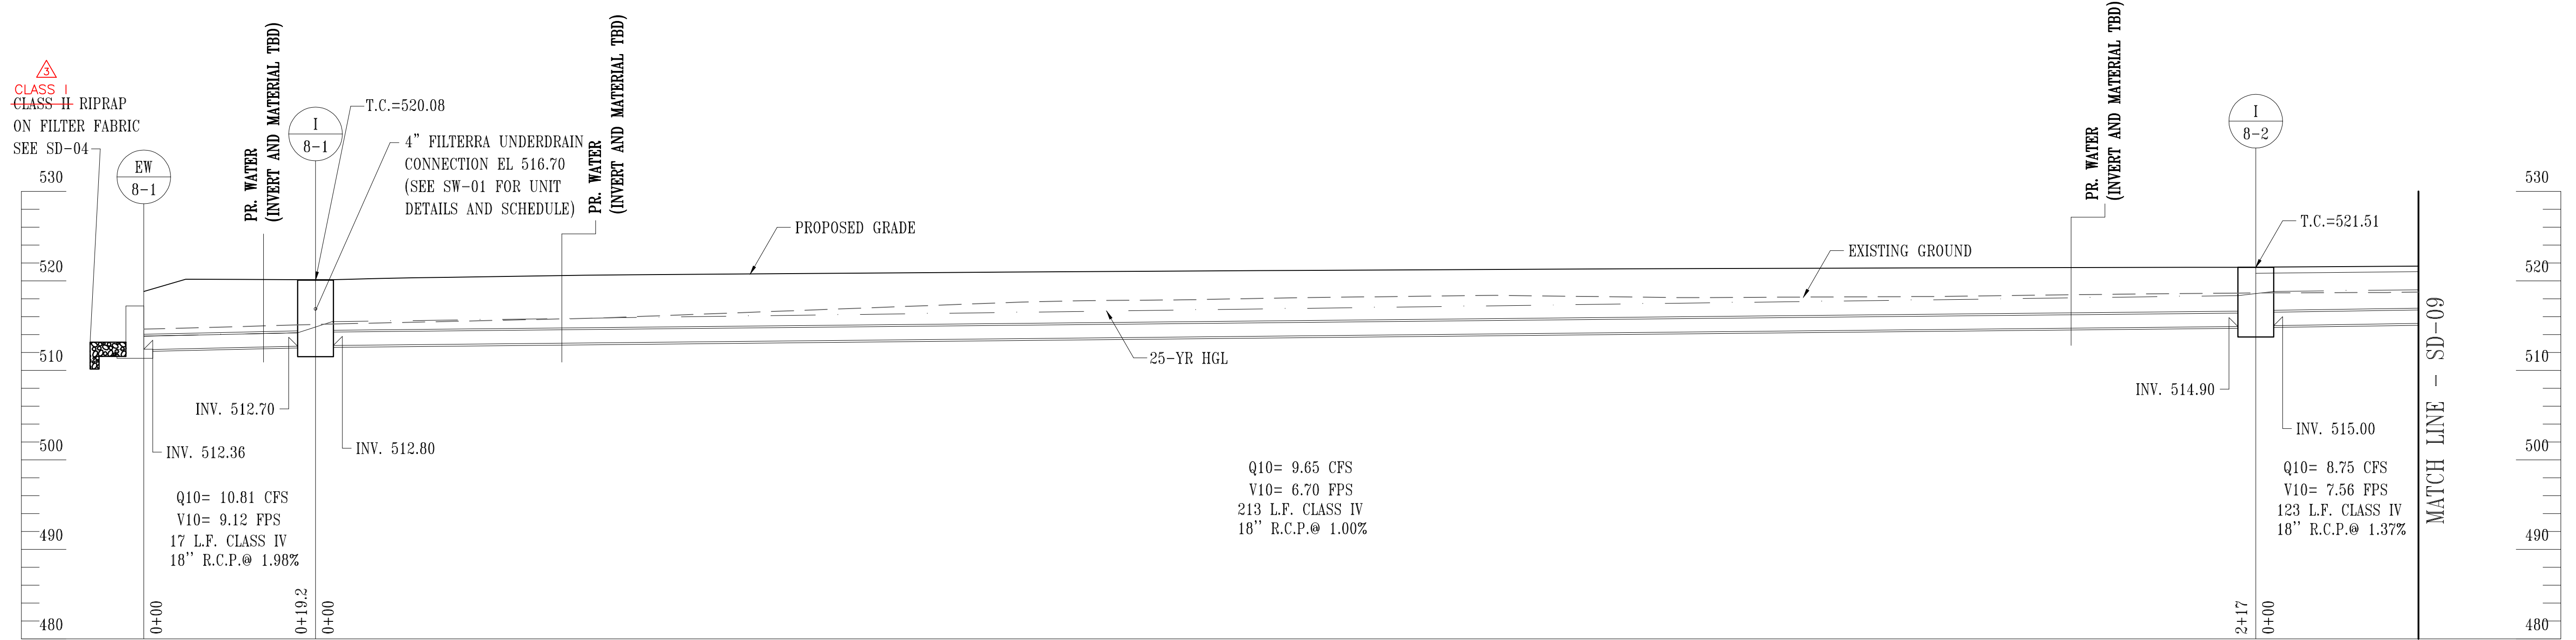 3
CLASS I
CLASS II RIPRAP
ON FILTER FABRIC
SEE SD-04
EW
8-1
PR. WATER
(INVERT AND MATERIAL TBD)
I
8-1
T.C.=520.08
4" FILTERRA UNDERDRAIN
CONNECTION EL 516.70
(SEE SW-01 FOR UNIT
DETAILS AND SCHEDULE)
PR. WATER
(INVERT AND MATERIAL TBD)
PROPOSED GRADE
EXISTING GROUND
25-YR HGL
PR. WATER
(INVERT AND MATERIAL TBD)
I
8-2
T.C.=521.51
MATCH LINE - SD-09
530
520
510
500
490
480
530
520
510
500
490
480
INV. 512.70
INV. 512.36
INV. 512.80
INV. 514.90
INV. 515.00
Q10= 10.81 CFS
V10= 9.12 FPS
17 L.F. CLASS IV
18'' R.C.P.@ 1.98%
Q10= 9.65 CFS
V10= 6.70 FPS
213 L.F. CLASS IV
18'' R.C.P.@ 1.00%
Q10= 8.75 CFS
V10= 7.56 FPS
123 L.F. CLASS IV
18'' R.C.P.@ 1.37%
0+00
0+19.2
0+00
2+17
0+00